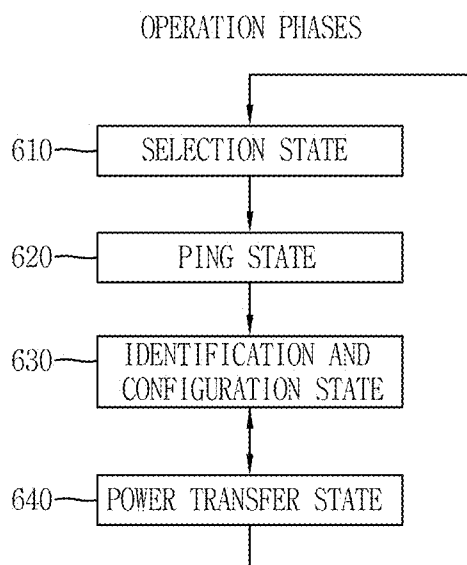 OPERATION PHASES
610 SELECTION STATE
620 PING STATE
630 IDENTIFICATION AND
CONFIGURATION STATE
640 POWER TRANSFER STATE